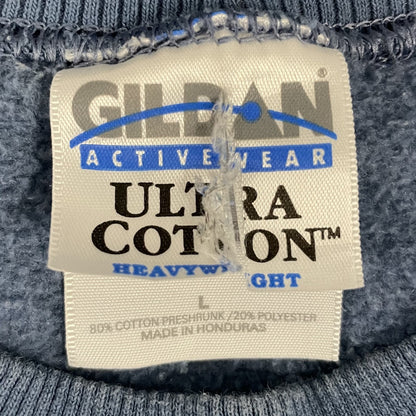 GILDAN®
ACTIVEWEAR
ULTRA
COTTON™
HEAVYWEIGHT
L
80% COTTON PRESHRUNK /20% POLYESTER
MADE IN HONDURAS